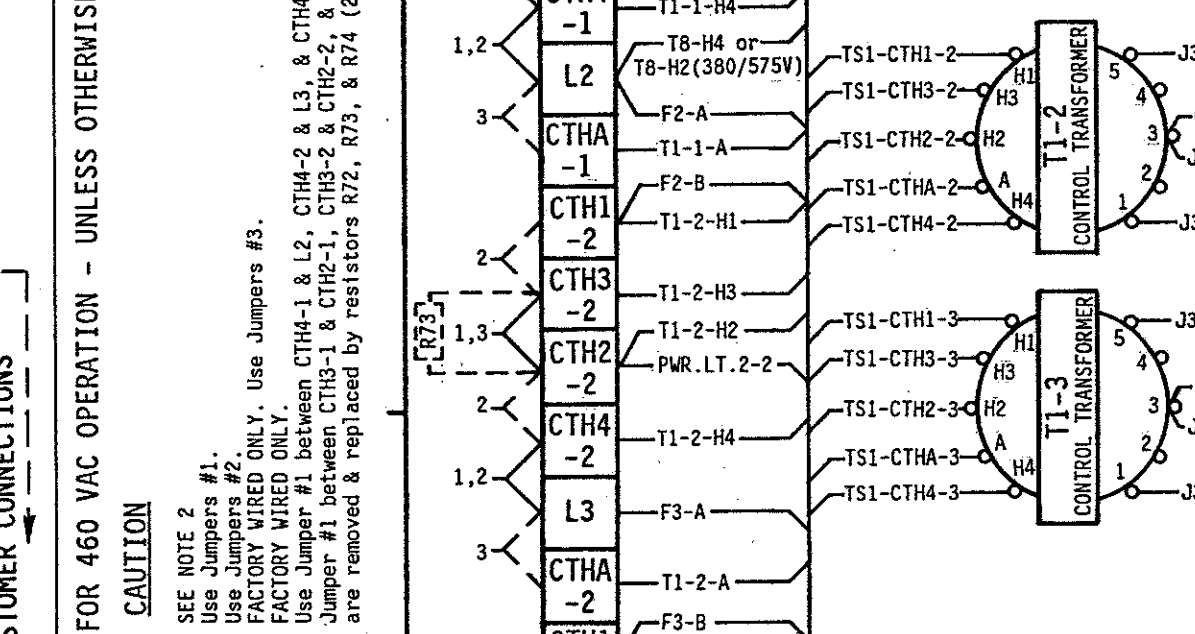 STOMER CONNECTIONS
FOR 460 VAC OPERATION - UNLESS OTHERWISE
CAUTION
SEE NOTE 2
Use Jumpers #1.
Use Jumpers #2.
FACTORY WIRED ONLY. Use Jumpers #3.
FACTORY WIRED ONLY.
Use Jumper #1 between CTH4-1 & L2, CTH4-2 & L3, & CTH4
Jumper #1 between CTH3-1 & CTH2-1, CTH3-2 & CTH2-2, &
are removed & replaced by resistors R72, R73, & R74 (2
1,2
3
2
R73
1,3
2
1,2
3
-1
L2
CTHA
-1
CTH1
-2
CTH3
-2
CTH2
-2
CTH4
-2
L3
CTHA
-2
T1-1-H4
T8-H4 or
T8-H2(380/575V)
F2-A
T1-1-A
F2-B
T1-2-H1
T1-2-H3
T1-2-H2
PWR.LT.2-2
T1-2-H4
F3-A
T1-2-A
F3-B
TS1-CTH1-2
TS1-CTH3-2
TS1-CTH2-2
TS1-CTHA-2
TS1-CTH4-2
H1
H3
H2
A
H4
T1-2
CONTROL TRANSFORMER
5
4
3
2
1
J3
J3
TS1-CTH1-3
TS1-CTH3-3
TS1-CTH2-3
TS1-CTHA-3
TS1-CTH4-3
H1
H3
H2
A
H4
T1-3
CONTROL TRANSFORMER
5
4
3
2
1
J3
J3